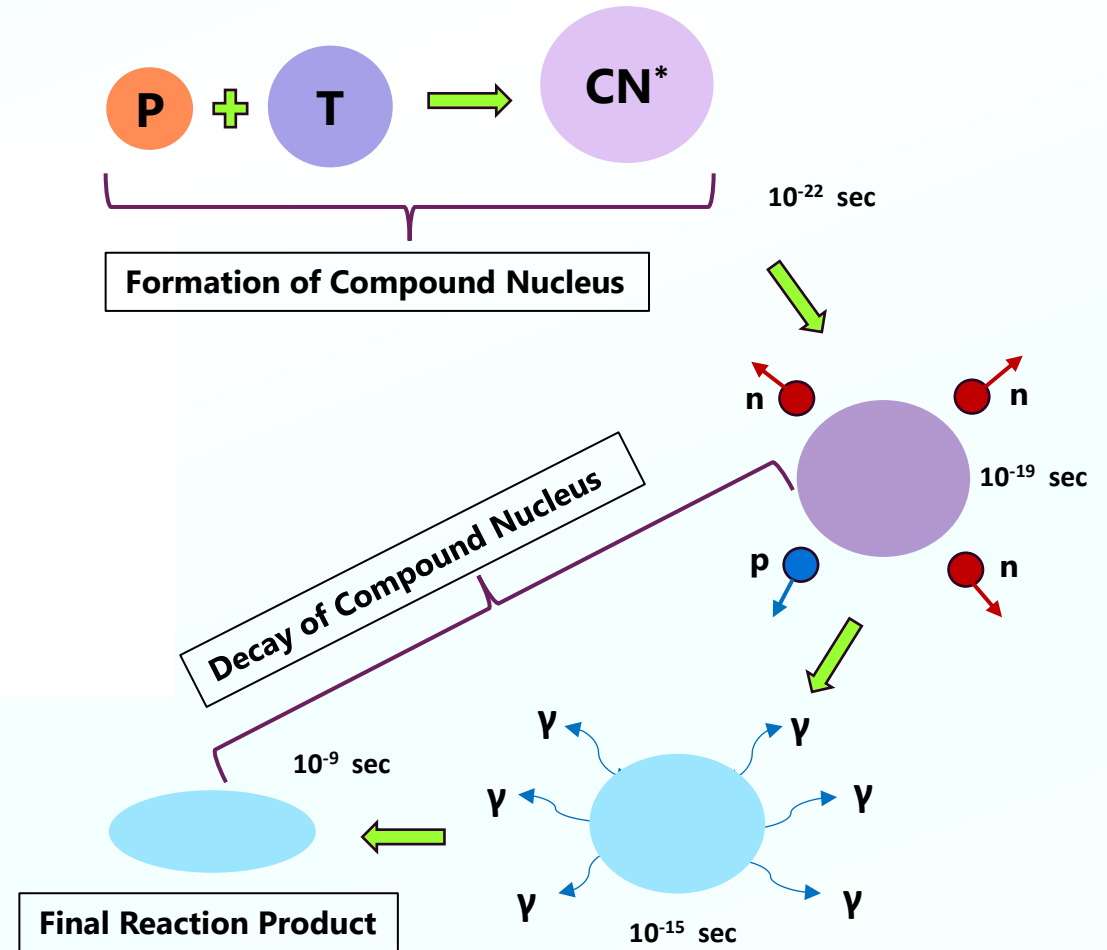 P + T
CN*
10⁻²² sec
Formation of Compound Nucleus
n
n
10⁻¹⁹ sec
p
n
Decay of Compound Nucleus
γ
γ
γ
γ
γ
γ
10⁻¹⁵ sec
10⁻⁹ sec
Final Reaction Product